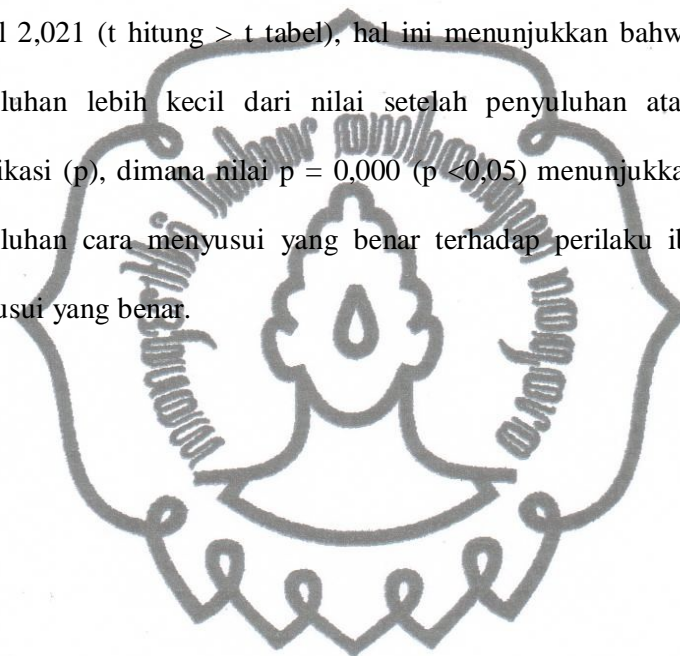 l 2,021 (t hitung > t tabel), hal ini menunjukkan bahw
luhan lebih kecil dari nilai setelah penyuluhan ata
ikasi (p), dimana nilai p = 0,000 (p <0,05) menunjukka
luhan cara menyusui yang benar terhadap perilaku ib
usui yang benar.